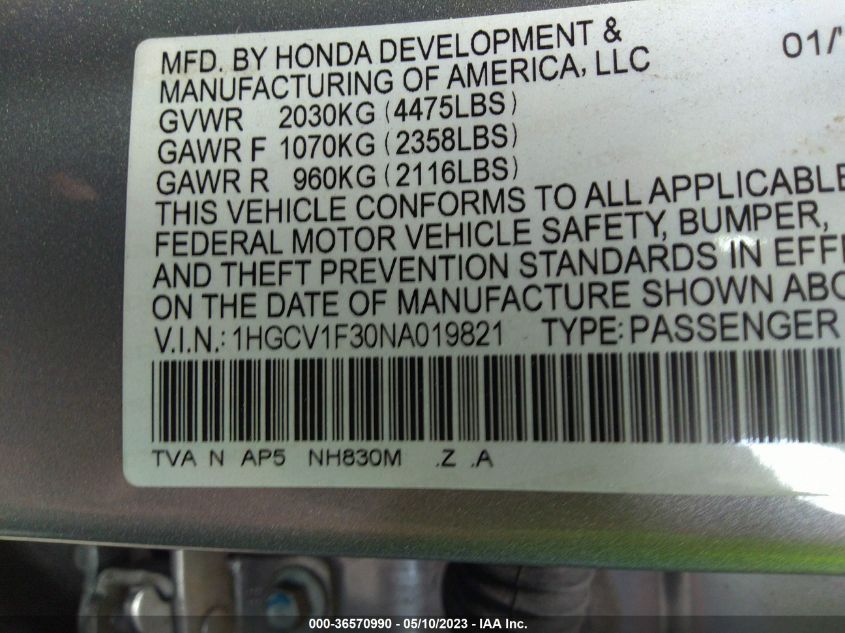 MFD. BY HONDA DEVELOPMENT & 01/
MANUFACTURING OF AMERICA, LLC
GVWR 2030KG (4475LBS)
GAWR F 1070KG (2358LBS)
GAWR R 960KG (2116LBS)
THIS VEHICLE CONFORMS TO ALL APPLICABLE
FEDERAL MOTOR VEHICLE SAFETY, BUMPER,
AND THEFT PREVENTION STANDARDS IN EFF
ON THE DATE OF MANUFACTURE SHOWN ABO
V.I.N.: 1HGCV1F30NA019821 TYPE: PASSENGER
TVA N AP5 NH830M .Z .A
000-36570990 - 05/10/2023 - IAA Inc.